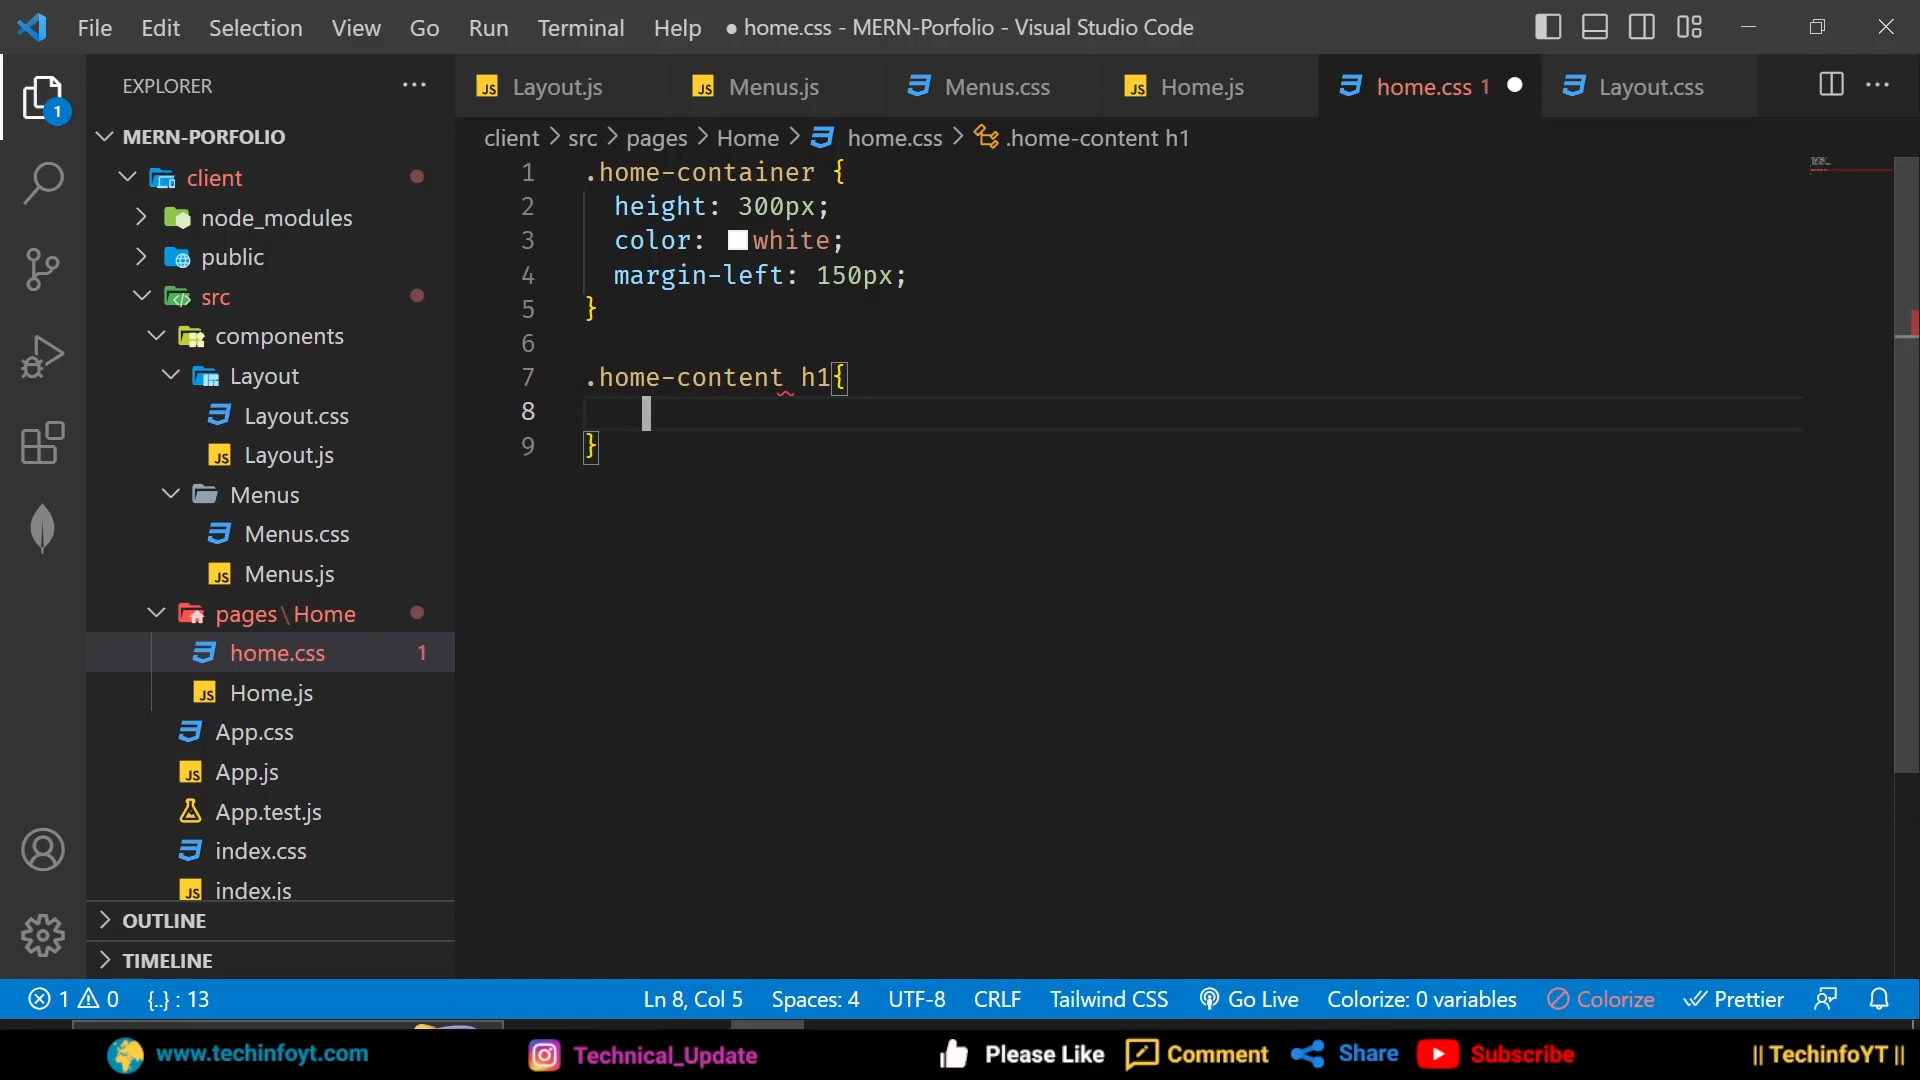 File Edit Selection View Go Run Terminal Help ● home.css - MERN-Porfolio - Visual Studio Code
EXPLORER ···
Layout.js Menus.js Menus.css Home.js home.css 1 Layout.css
1
MERN-PORFOLIO
client > src > pages > Home > home.css > .home-content h1
client
node_modules
public
src
components
Layout
Layout.css
Layout.js
Menus
Menus.css
Menus.js
pages\Home
home.css 1
Home.js
App.css
App.js
App.test.js
index.css
index.js
OUTLINE
TIMELINE
1 .home-container {
2 height: 300px;
3 color: white;
4 margin-left: 150px;
5 }
6
7 .home-content h1{
8
9 }
1 0 {..} : 13 Ln 8, Col 5 Spaces: 4 UTF-8 CRLF Tailwind CSS Go Live Colorize: 0 variables Colorize Prettier
www.techinfoyt.com Technical_Update Please Like Comment Share Subscribe || TechinfoYT ||